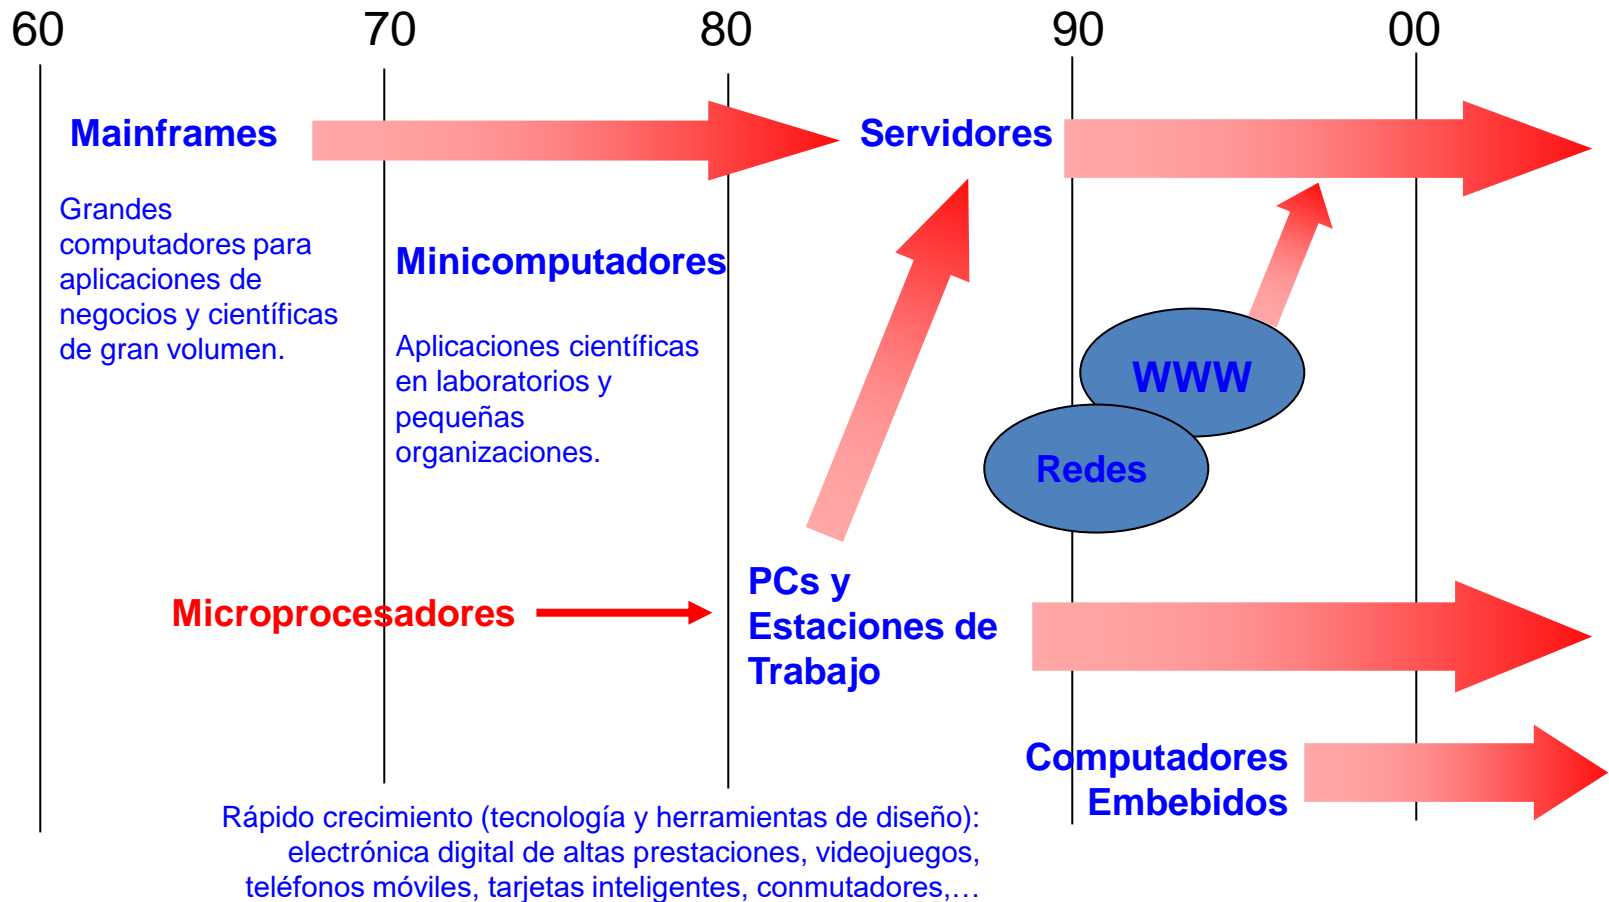 60
70
80
90
00
Mainframes
Servidores
Grandes
computadores para
aplicaciones de
negocios y científicas
de gran volumen.
Minicomputadores
Aplicaciones científicas
en laboratorios y
pequeñas
organizaciones.
WWW
Redes
Microprocesadores
PCs y
Estaciones de
Trabajo
Computadores
Embebidos
Rápido crecimiento (tecnología y herramientas de diseño):
electrónica digital de altas prestaciones, videojuegos,
teléfonos móviles, tarjetas inteligentes, conmutadores,…